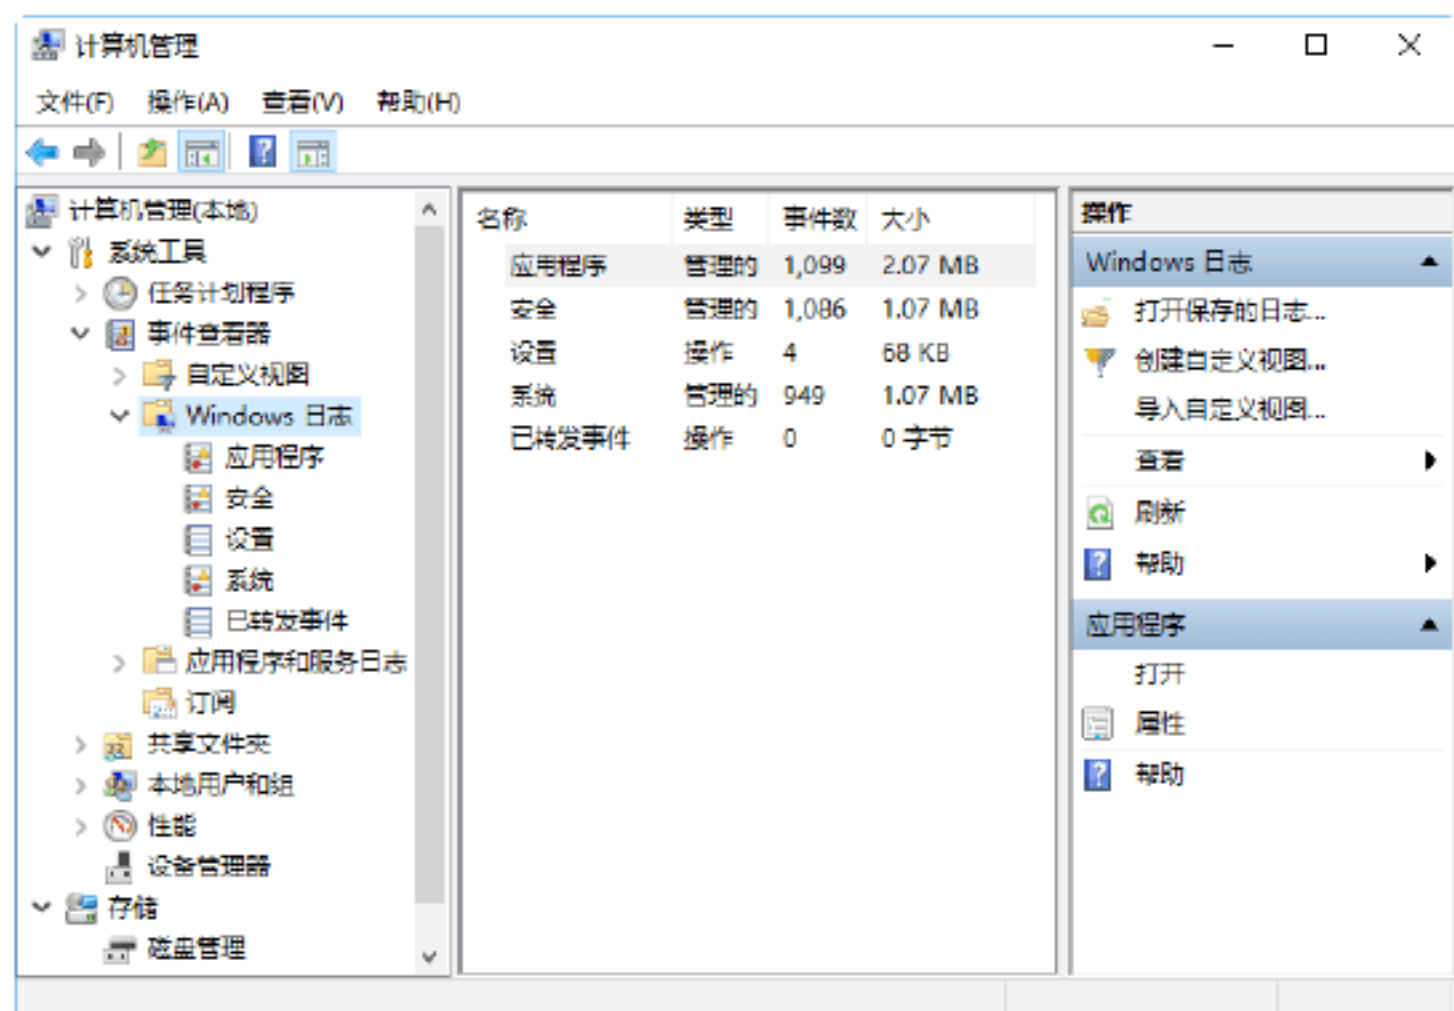 计算机管理
文件(F) 操作(A) 查看(V) 帮助(H)
计算机管理(本地)
系统工具
任务计划程序
事件查看器
自定义视图
Windows 日志
应用程序
安全
设置
系统
已转发事件
应用程序和服务日志
订阅
共享文件夹
本地用户和组
性能
设备管理器
存储
磁盘管理
名称 类型 事件数 大小
应用程序 管理的 1,099 2.07 MB
安全 管理的 1,086 1.07 MB
设置 操作 4 68 KB
系统 管理的 949 1.07 MB
已转发事件 操作 0 0 字节
操作
Windows 日志
打开保存的日志...
创建自定义视图...
导入自定义视图...
查看
刷新
帮助
应用程序
打开
属性
帮助